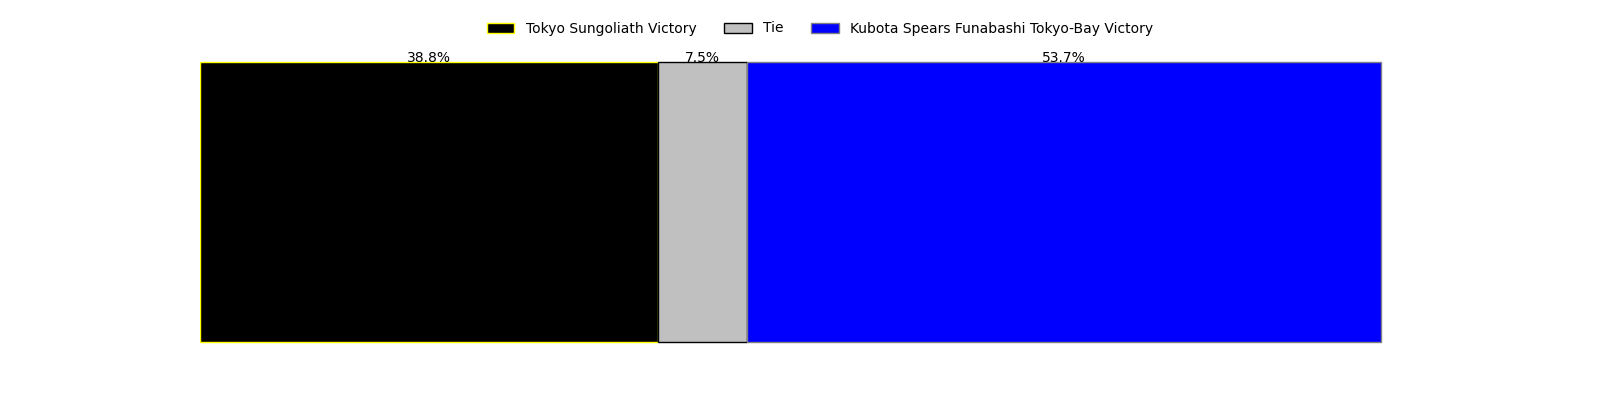 Tokyo Sungoliath Victory Tie Kubota Spears Funabashi Tokyo-Bay Victory
38.8% 7.5% 53.7%